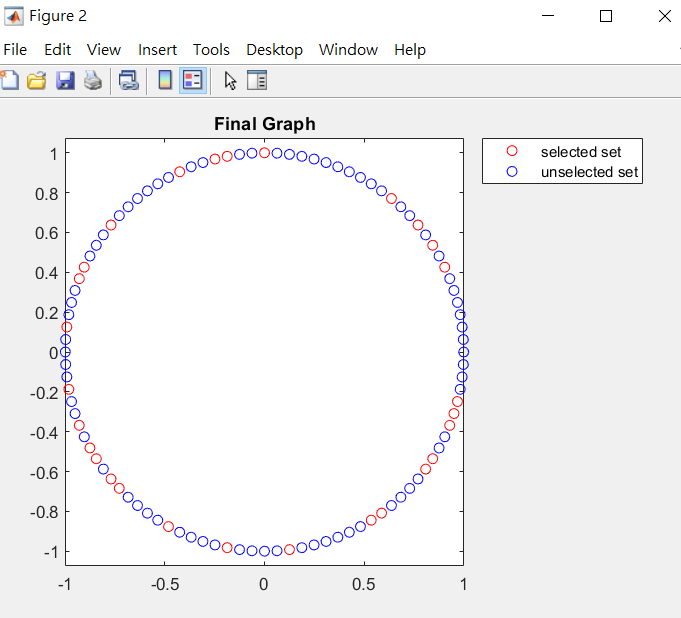 Figure 2
File Edit View Insert Tools Desktop Window Help
Final Graph
selected set
unselected set
1
0.8
0.6
0.4
0.2
0
-0.2
-0.4
-0.6
-0.8
-1
-1 -0.5 0 0.5 1